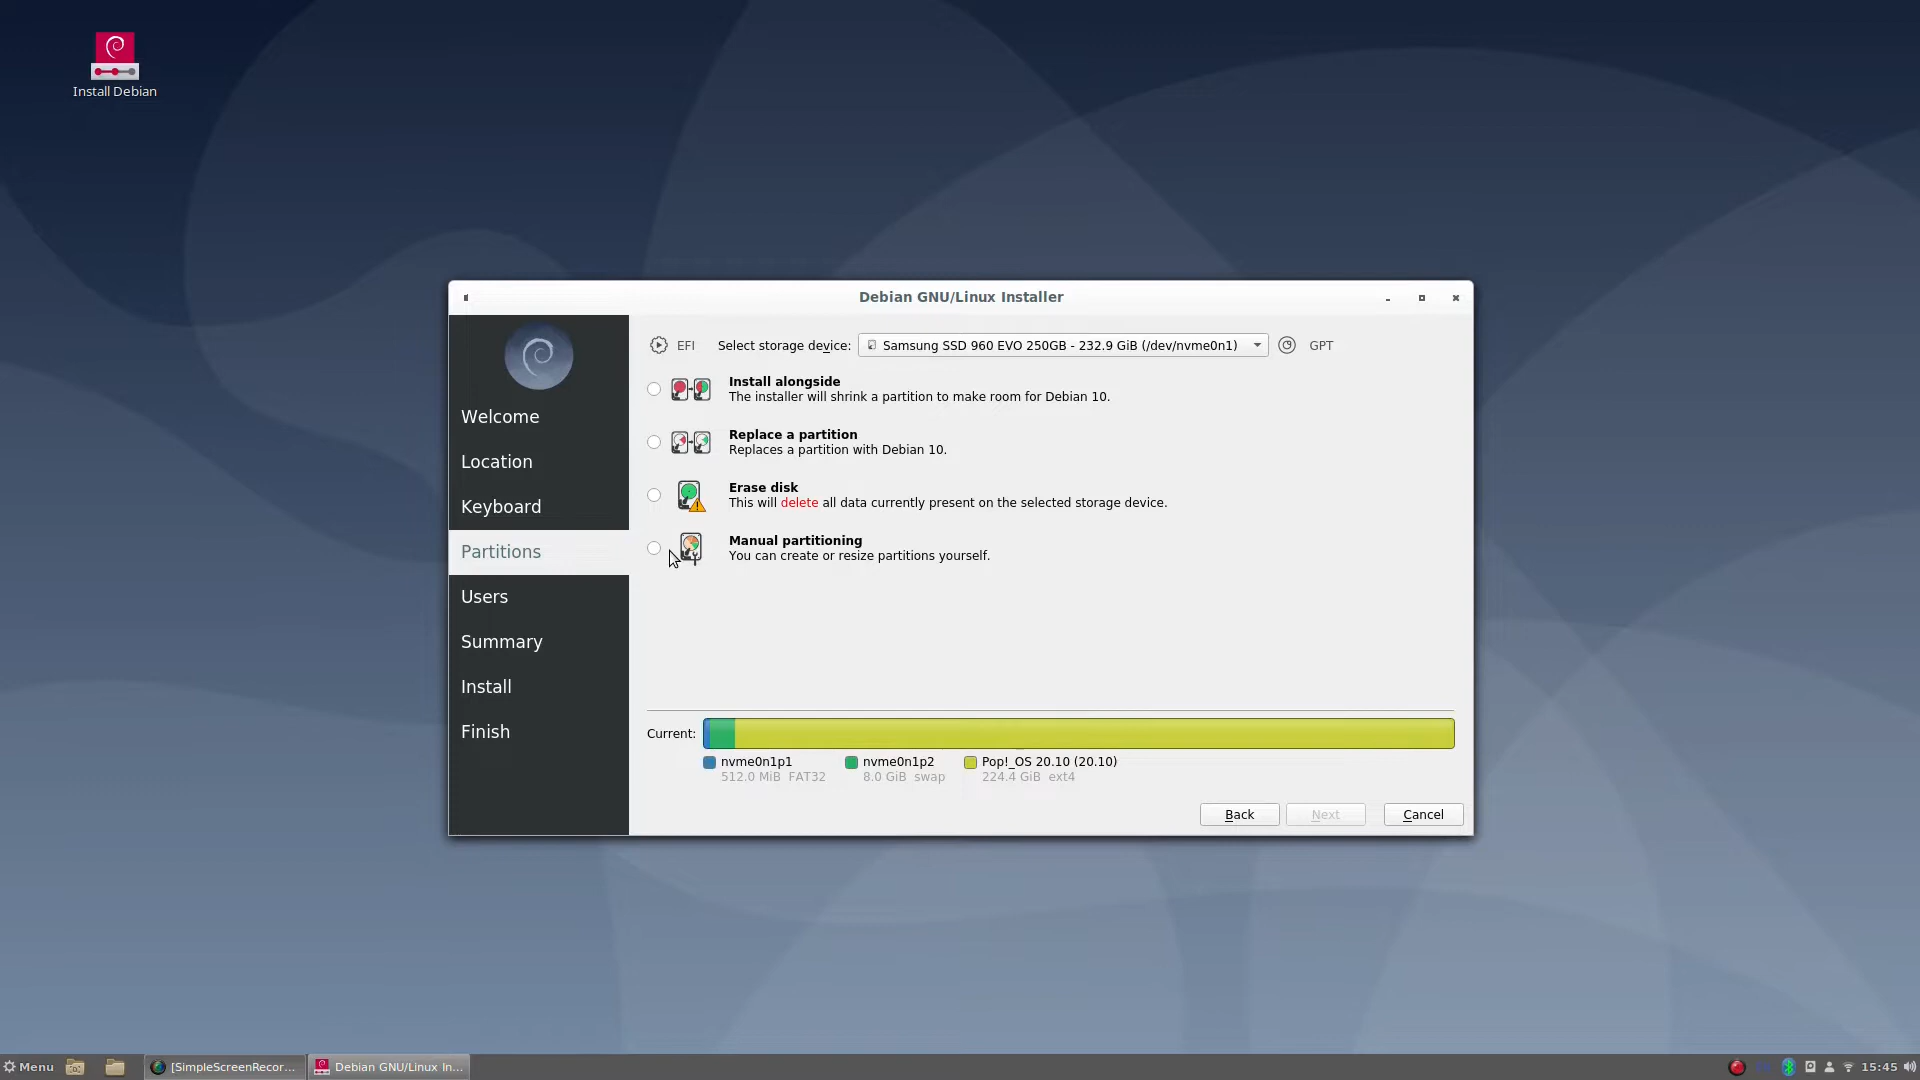 Install Debian
Debian GNU/Linux Installer
EFI
Select storage device:
Samsung SSD 960 EVO 250GB - 232.9 GiB (/dev/nvme0n1)
GPT
Welcome
Location
Keyboard
Partitions
Users
Summary
Install
Finish
Install alongside
The installer will shrink a partition to make room for Debian 10.
Replace a partition
Replaces a partition with Debian 10.
Erase disk
This will delete all data currently present on the selected storage device.
Manual partitioning
You can create or resize partitions yourself.
Current:
nvme0n1p1
512.0 MiB FAT32
nvme0n1p2
8.0 GiB swap
Pop!_OS 20.10 (20.10)
224.4 GiB ext4
Back
Next
Cancel
Menu
[SimpleScreenRecor...
Debian GNU/Linux In...
15:45